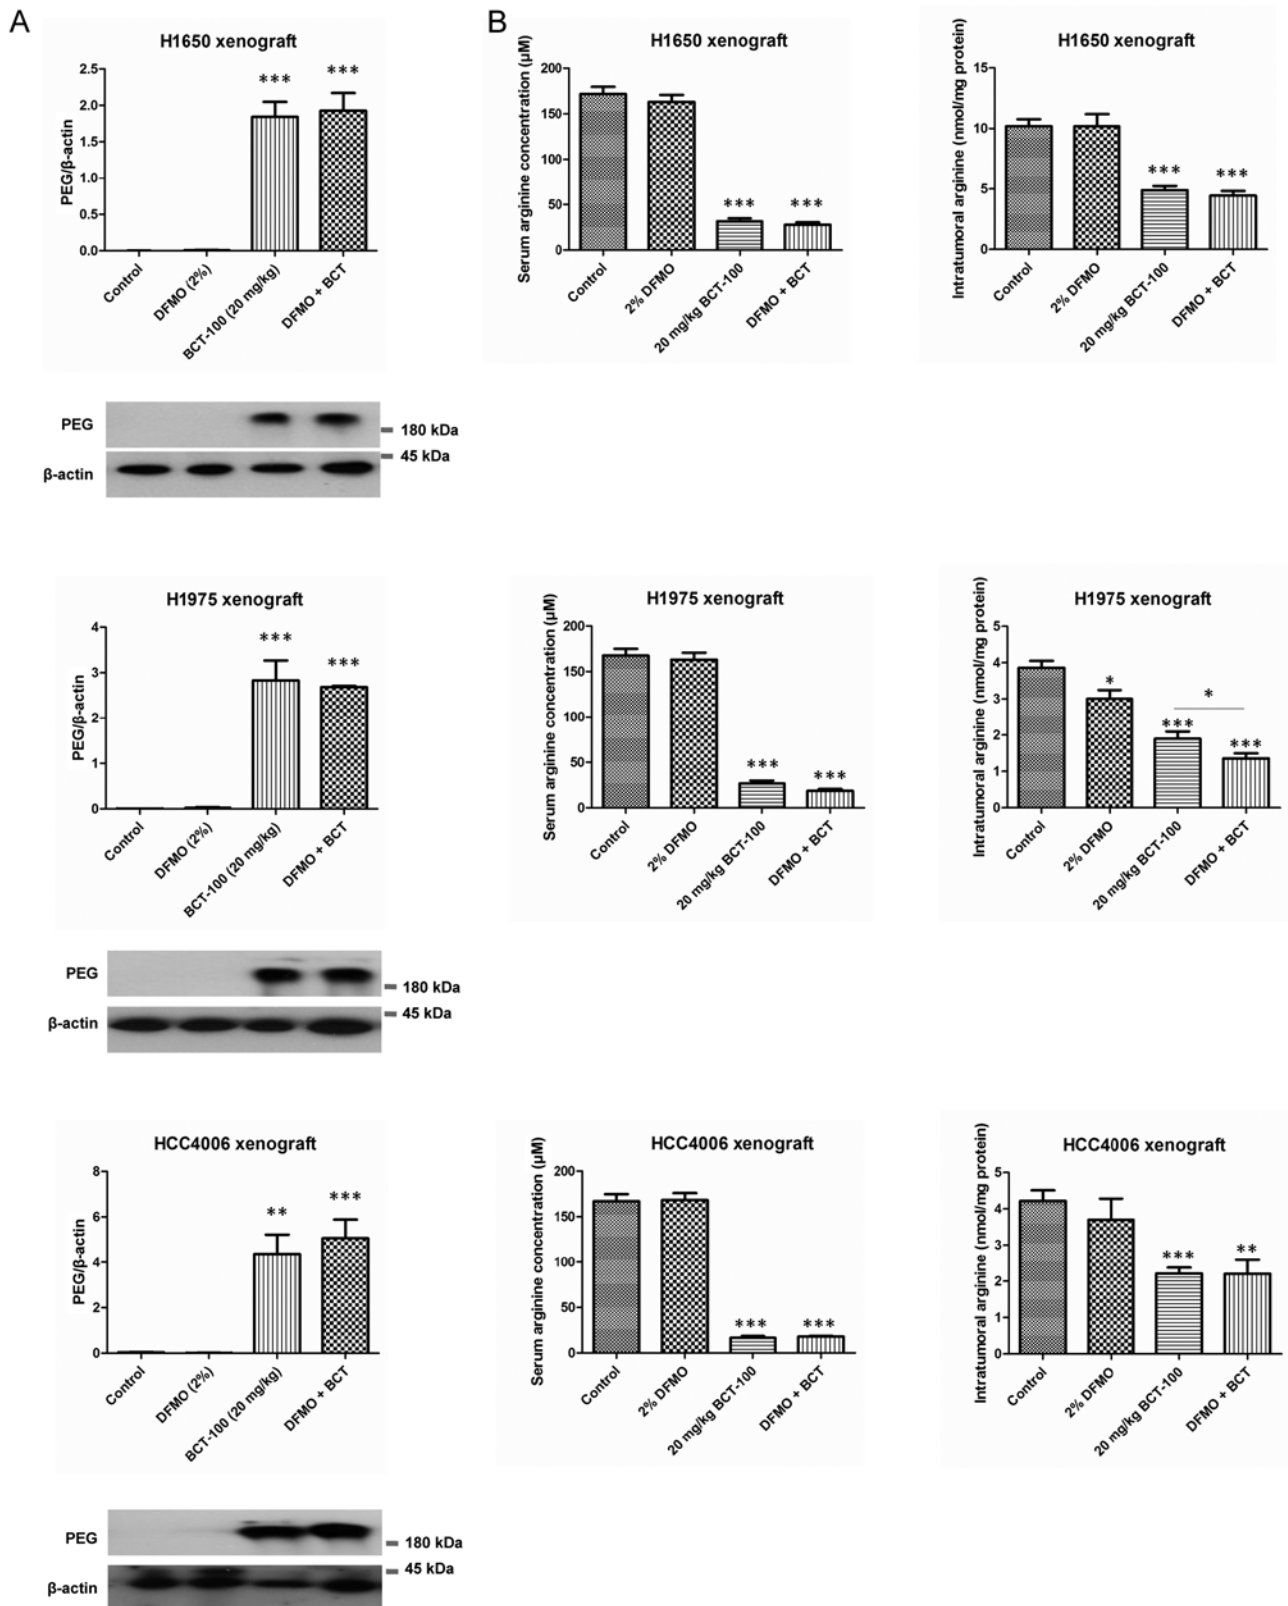 A
B
H1650 xenograft
PEG/β-actin
2.5
2.0
1.5
1.0
0.5
0.0
***
***
Control
DFMO (2%)
BCT-100 (20 mg/kg)
DFMO + BCT
H1650 xenograft
Serum arginine concentration (µM)
200
150
100
50
0
***
***
Control
2% DFMO
20 mg/kg BCT-100
DFMO + BCT
H1650 xenograft
Intratumoral arginine (nmol/mg protein)
15
10
5
0
***
***
Control
2% DFMO
20 mg/kg BCT-100
DFMO + BCT
PEG
180 kDa
45 kDa
β-actin
H1975 xenograft
PEG/β-actin
4
3
2
1
0
***
***
Control
DFMO (2%)
BCT-100 (20 mg/kg)
DFMO + BCT
H1975 xenograft
Serum arginine concentration (µM)
200
150
100
50
0
***
***
Control
2% DFMO
20 mg/kg BCT-100
DFMO + BCT
H1975 xenograft
Intratumoral arginine (nmol/mg protein)
5
4
3
2
1
0
*
*
***
***
Control
2% DFMO
20 mg/kg BCT-100
DFMO + BCT
PEG
180 kDa
45 kDa
β-actin
HCC4006 xenograft
PEG/β-actin
8
6
4
2
0
**
***
Control
DFMO (2%)
BCT-100 (20 mg/kg)
DFMO + BCT
HCC4006 xenograft
Serum arginine concentration (µM)
200
150
100
50
0
***
***
Control
2% DFMO
20 mg/kg BCT-100
DFMO + BCT
HCC4006 xenograft
Intratumoral arginine (nmol/mg protein)
5
4
3
2
1
0
***
**
Control
2% DFMO
20 mg/kg BCT-100
DFMO + BCT
PEG
180 kDa
45 kDa
β-actin